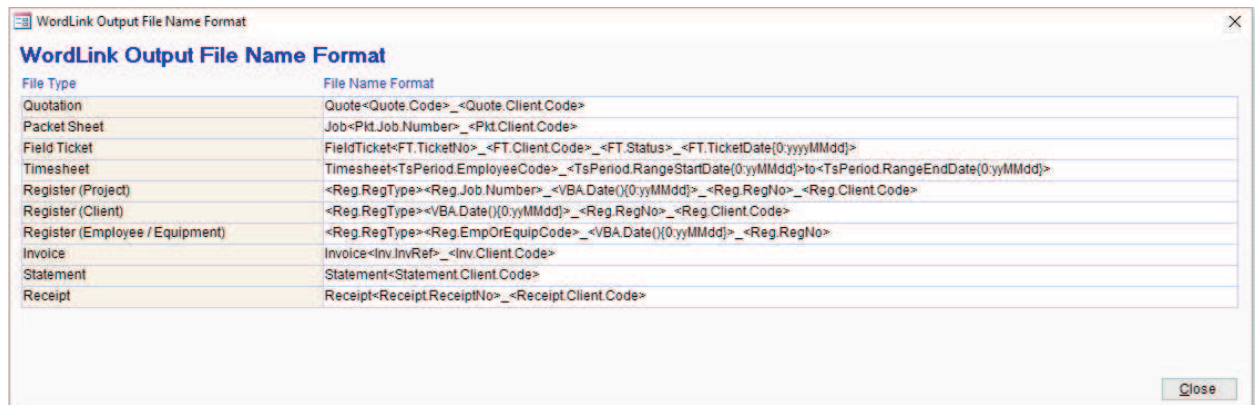 WordLink Output File Name Format
WordLink Output File Name Format
File Type File Name Format
Quotation Quote<Quote.Code>_<Quote.Client.Code>
Packet Sheet Job<Pkt.Job.Number>_<Pkt.Client.Code>
Field Ticket FieldTicket<FT.TicketNo>_<FT.Client.Code>_<FT.Status>_<FT.TicketDate{0:yyyyMMdd}>
Timesheet Timesheet<TsPeriod.EmployeeCode>_<TsPeriod.RangeStartDate{0:yyMMdd}>to<TsPeriod.RangeEndDate{0:yyMMdd}>
Register (Project) <Reg.RegType><Reg.Job.Number>_<VBA.Date(){0:yyMMdd}>_<Reg.RegNo>_<Reg.Client.Code>
Register (Client) <Reg.RegType><VBA.Date(){0:yyMMdd}>_<Reg.RegNo>_<Reg.Client.Code>
Register (Employee / Equipment) <Reg.RegType><Reg.EmpOrEquipCode>_<VBA.Date(){0:yyMMdd}>_<Reg.RegNo>
Invoice Invoice<Inv.InvRef>_<Inv.Client.Code>
Statement Statement<Statement.Client.Code>
Receipt Receipt<Receipt.ReceiptNo>_<Receipt.Client.Code>
Close